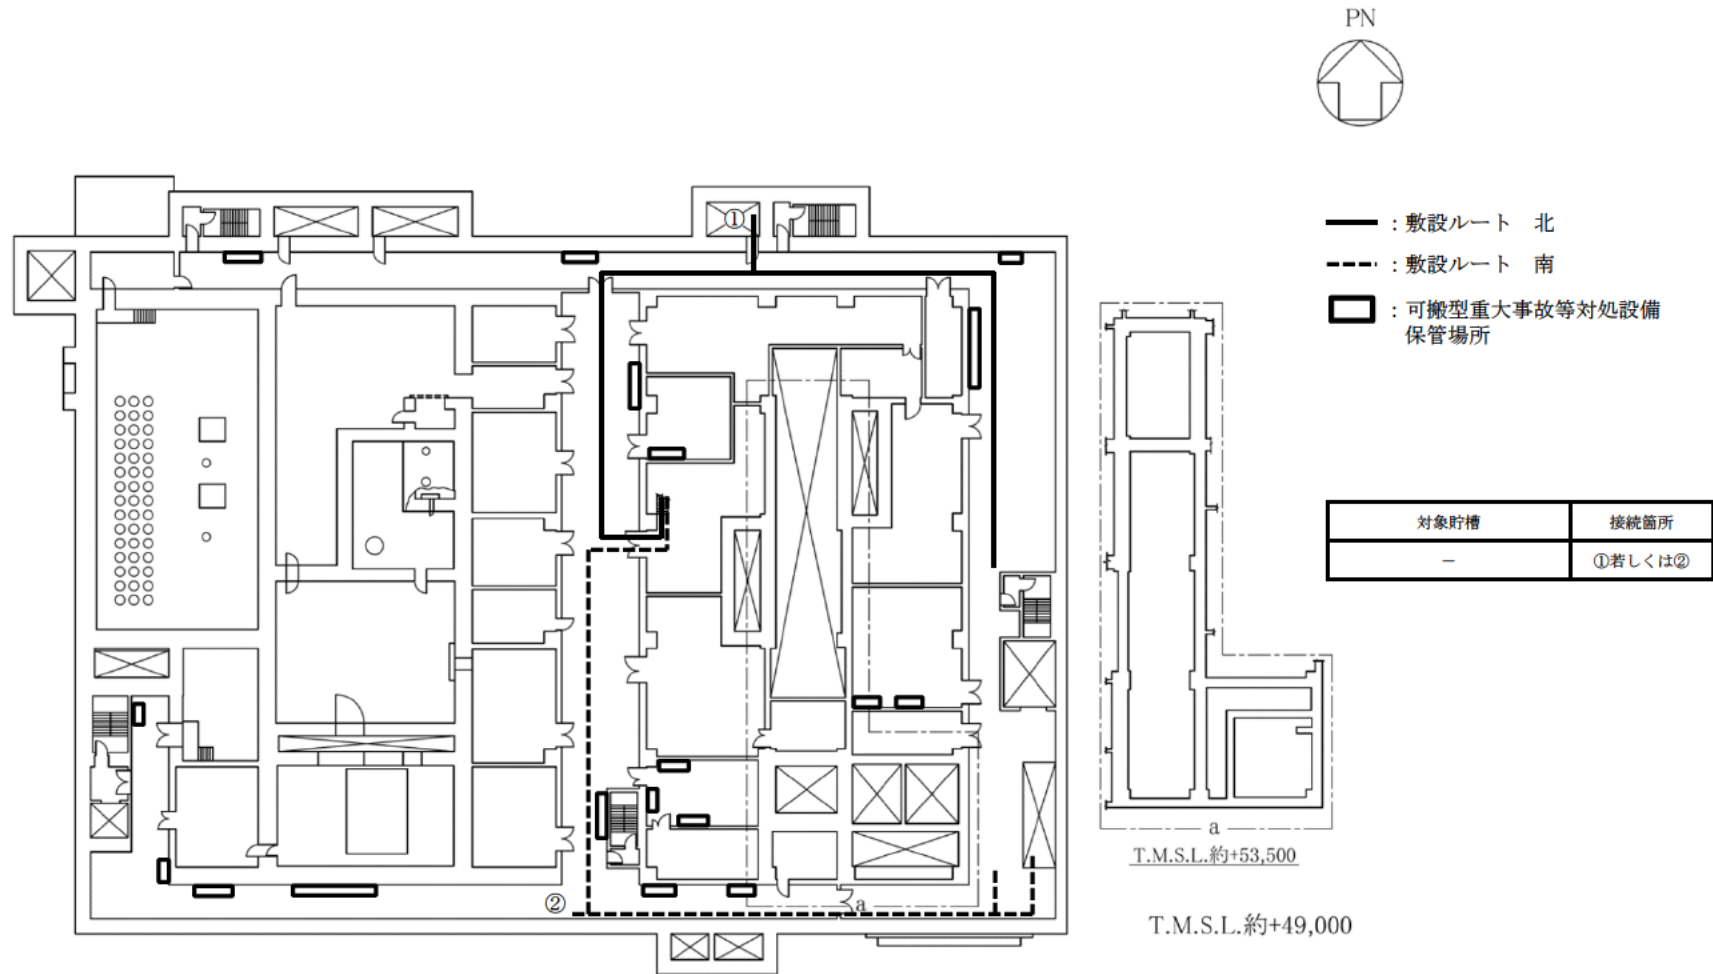 PN
①
：敷設ルート　北
：敷設ルート　南
：可搬型重大事故等対処設備
保管場所
対象貯槽　接続箇所
－　①若しくは②
a
T.M.S.L.約+53,500
②
a
T.M.S.L.約+49,000